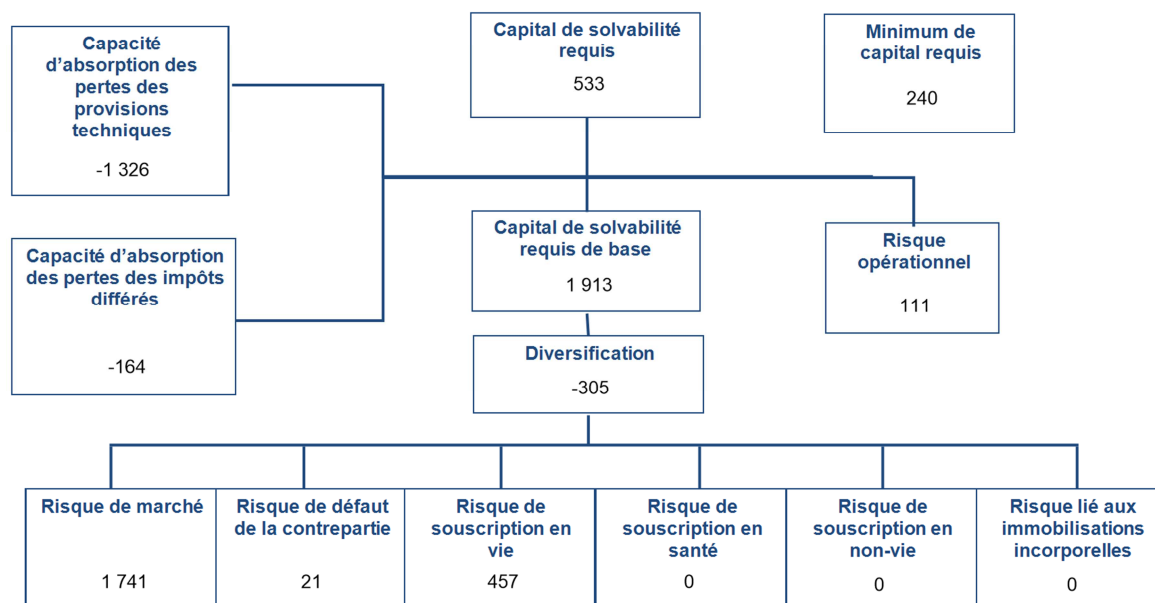 Capacité
d'absorption des
pertes des
provisions
techniques
-1 326
Capital de solvabilité
requis
533
Minimum de
capital requis
240
Capacité d'absorption
des pertes des impôts
différés
-164
Capital de solvabilité
requis de base
1 913
Risque
opérationnel
111
Diversification
-305
Risque de marché
1 741
Risque de défaut
de la contrepartie
21
Risque de
souscription en
vie
457
Risque de
souscription en
santé
0
Risque de
souscription en
non-vie
0
Risque lié aux
immobilisations
incorporelles
0